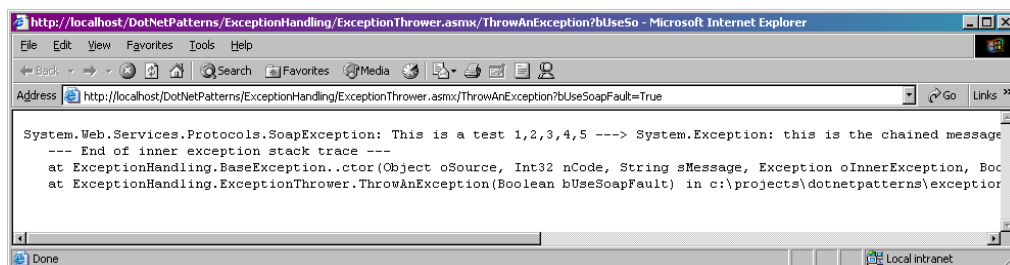 http://localhost/DotNetPatterns/ExceptionHandling/ExceptionThrower.asmx/ThrowAnException?bUseSo - Microsoft Internet Explorer
File Edit View Favorites Tools Help
Back Search Favorites Media
Address http://localhost/DotNetPatterns/ExceptionHandling/ExceptionThrower.asmx/ThrowAnException?bUseSoapFault=True Go Links »
System.Web.Services.Protocols.SoapException: This is a test 1,2,3,4,5 ---> System.Exception: this is the chained message
--- End of inner exception stack trace ---
at ExceptionHandling.BaseException..ctor(Object oSource, Int32 nCode, String sMessage, Exception oInnerException, Boo
at ExceptionHandling.ExceptionThrower.ThrowAnException(Boolean bUseSoapFault) in c:\projects\dotnetpatterns\exception
Done Local intranet